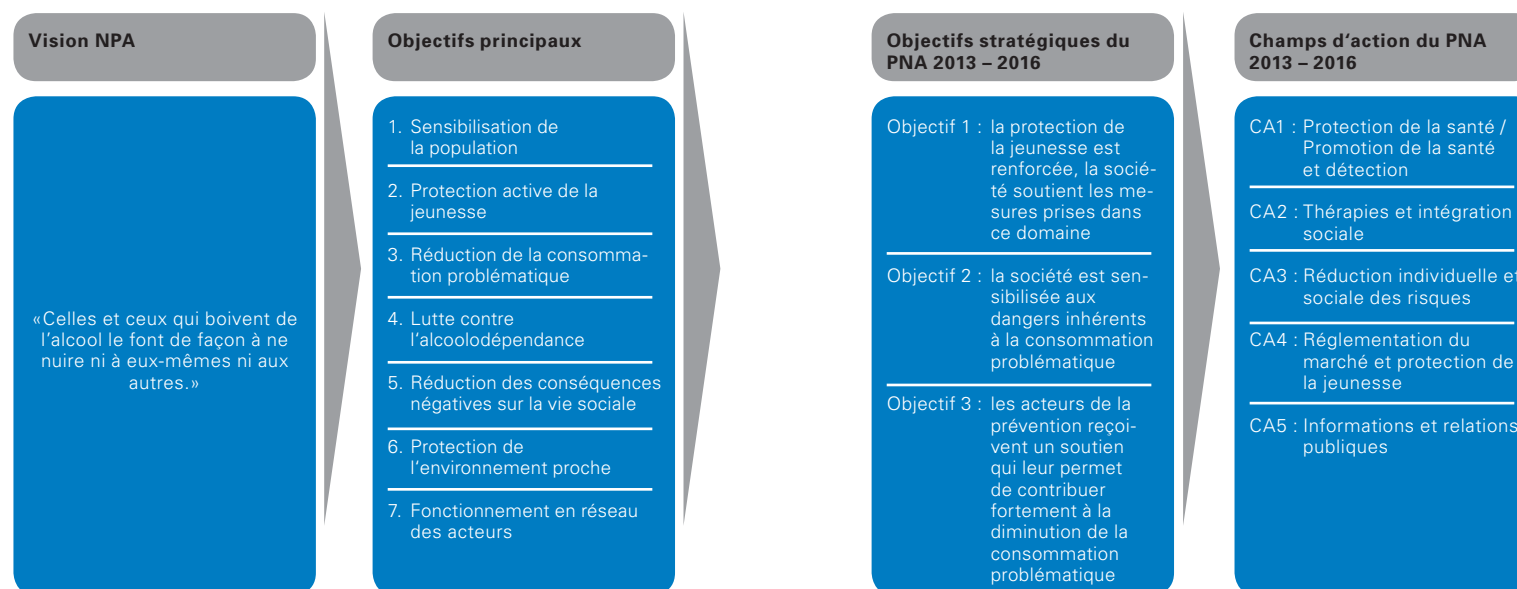 Vision NPA
«Celles et ceux qui boivent de
l'alcool le font de façon à ne
nuire ni à eux-mêmes ni aux
autres.»
Objectifs principaux
1. Sensibilisation de
la population
2. Protection active de la
jeunesse
3. Réduction de la consomma-
tion problématique
4. Lutte contre
l'alcoolodépendance
5. Réduction des conséquences
négatives sur la vie sociale
6. Protection de
l'environnement proche
7. Fonctionnement en réseau
des acteurs
Objectifs stratégiques du
PNA 2013 – 2016
Objectif 1 : la protection de
la jeunesse est
renforcée, la socié-
té soutient les me-
sures prises dans
ce domaine
Objectif 2 : la société est sen-
sibilisée aux
dangers inhérents
à la consommation
problématique
Objectif 3 : les acteurs de la
prévention reçoi-
vent un soutien
qui leur permet
de contribuer
fortement à la
diminution de la
consommation
problématique
Champs d'action du PNA
2013 – 2016
CA1 : Protection de la santé /
Promotion de la santé
et détection
CA2 : Thérapies et intégration
sociale
CA3 : Réduction individuelle et
sociale des risques
CA4 : Réglementation du
marché et protection de
la jeunesse
CA5 : Informations et relations
publiques